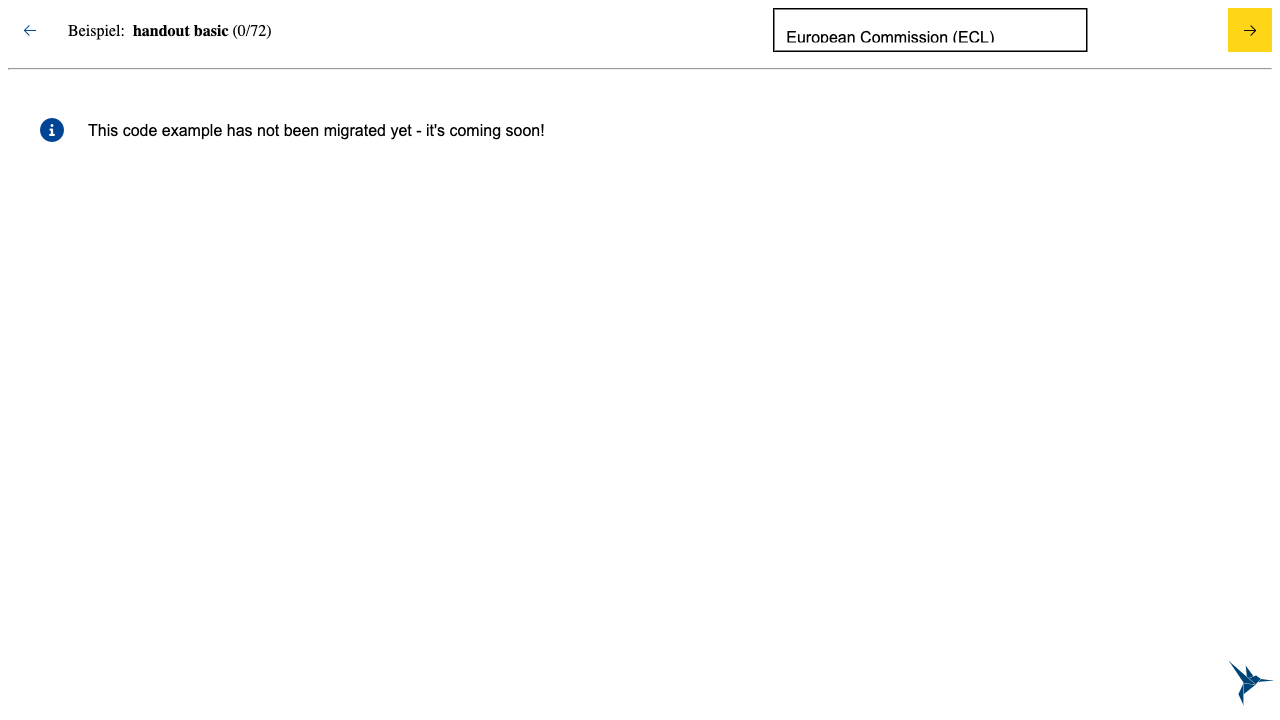 Beispiel: handout basic (0/72)
European Commission (ECL)
This code example has not been migrated yet - it's coming soon!